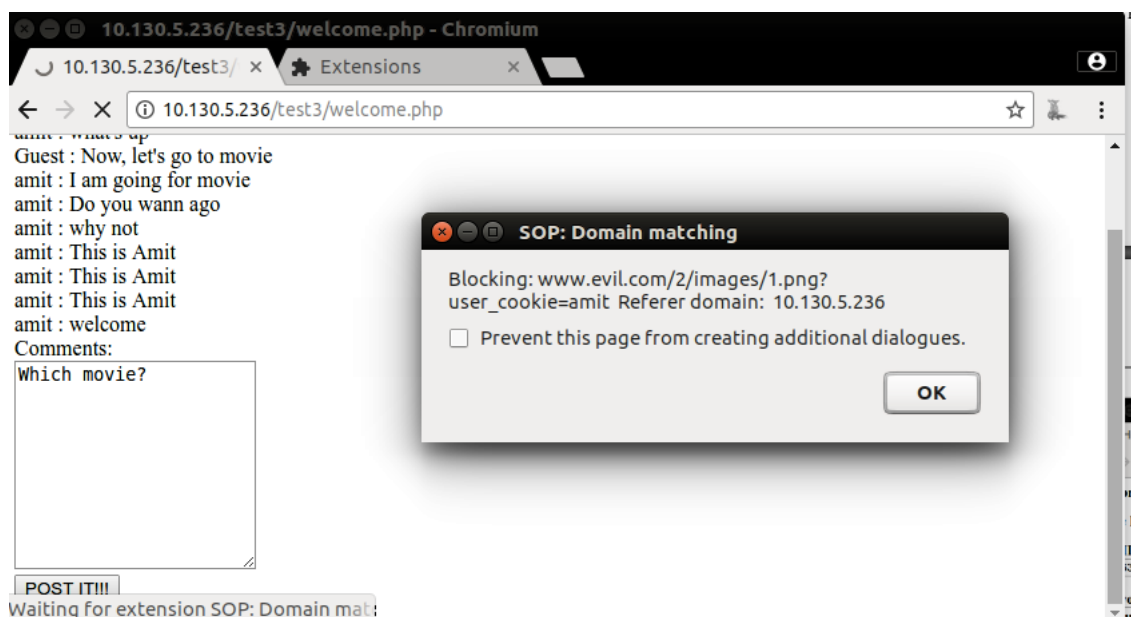 10.130.5.236/test3/welcome.php - Chromium
10.130.5.236/test3/ × Extensions ×
10.130.5.236/test3/welcome.php
amit : what's up
Guest : Now, let's go to movie
amit : I am going for movie
amit : Do you wann ago
amit : why not
amit : This is Amit
amit : This is Amit
amit : This is Amit
amit : welcome
Comments:
Which movie?
POST IT!!!
Waiting for extension SOP: Domain mat
SOP: Domain matching
Blocking: www.evil.com/2/images/1.png?
user_cookie=amit Referer domain: 10.130.5.236
Prevent this page from creating additional dialogues.
OK